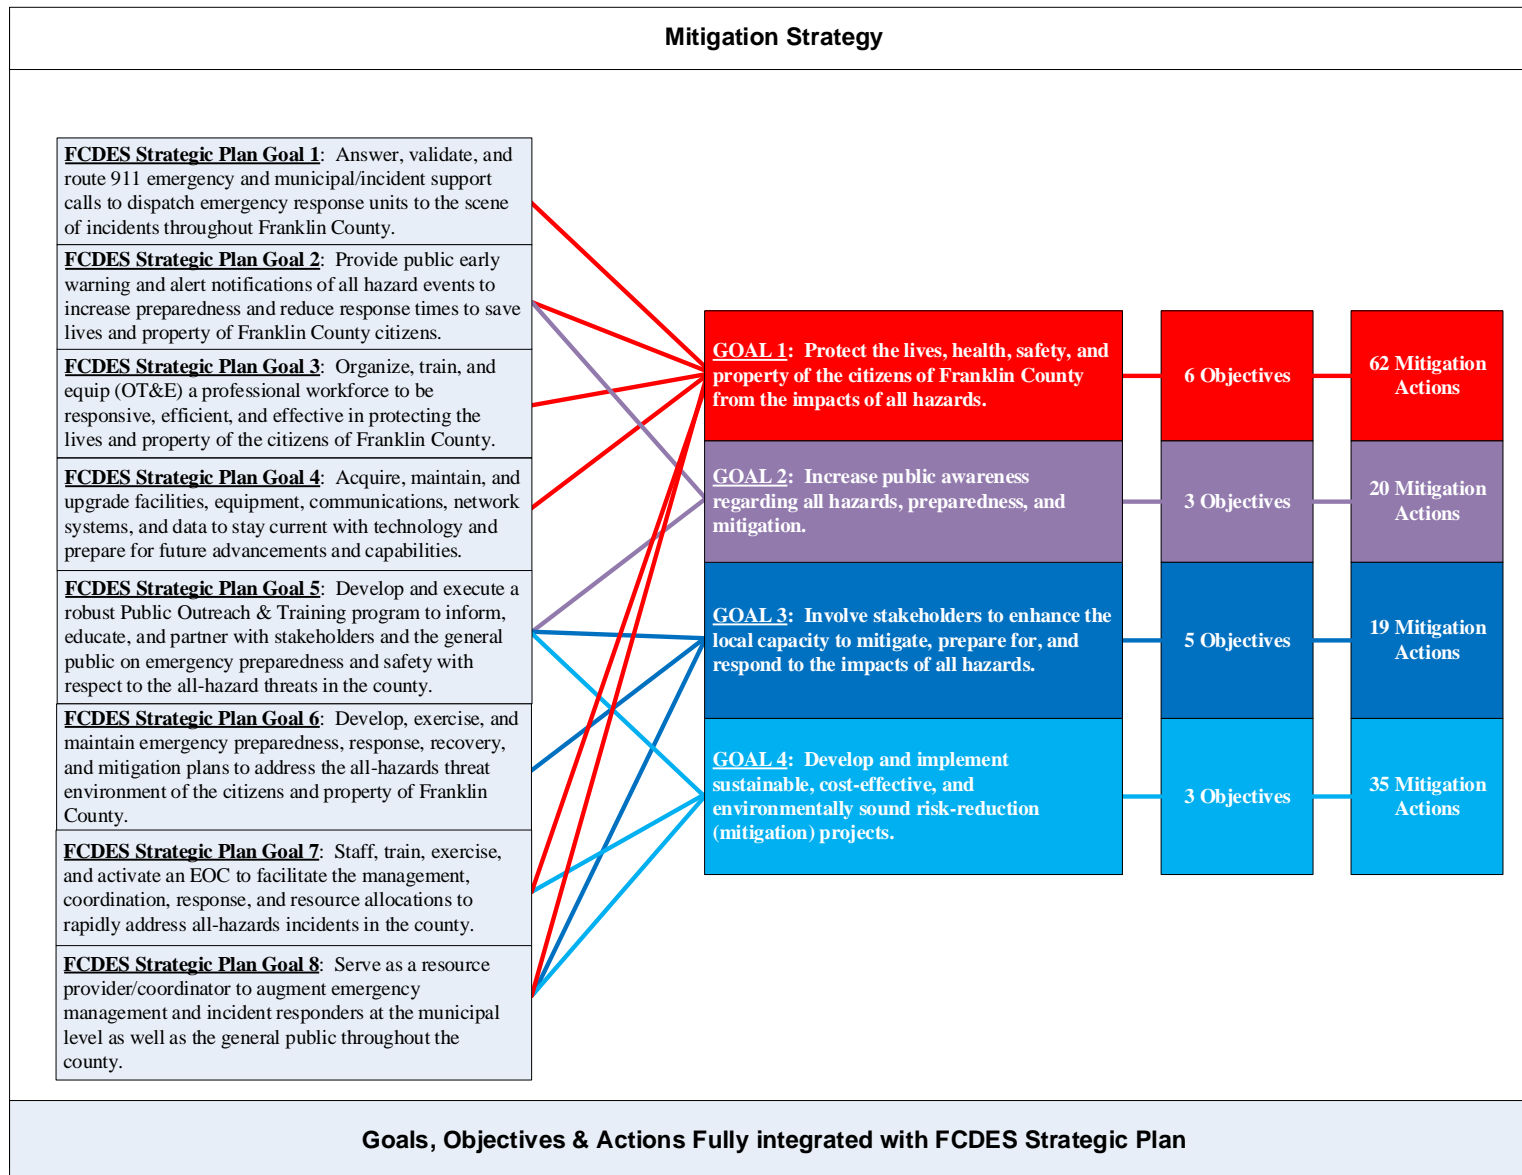 Mitigation Strategy
FCDES Strategic Plan Goal 1:  Answer, validate, and
route 911 emergency and municipal/incident support
calls to dispatch emergency response units to the scene
of incidents throughout Franklin County.
FCDES Strategic Plan Goal 2:  Provide public early
warning and alert notifications of all hazard events to
increase preparedness and reduce response times to save
lives and property of Franklin County citizens.
FCDES Strategic Plan Goal 3:  Organize, train, and
equip (OT&E) a professional workforce to be
responsive, efficient, and effective in protecting the
lives and property of the citizens of Franklin County.
FCDES Strategic Plan Goal 4:  Acquire, maintain, and
upgrade facilities, equipment, communications, network
systems, and data to stay current with technology and
prepare for future advancements and capabilities.
FCDES Strategic Plan Goal 5:  Develop and execute a
robust Public Outreach & Training program to inform,
educate, and partner with stakeholders and the general
public on emergency preparedness and safety with
respect to the all-hazard threats in the county.
FCDES Strategic Plan Goal 6:  Develop, exercise, and
maintain emergency preparedness, response, recovery,
and mitigation plans to address the all-hazards threat
environment of the citizens and property of Franklin
County.
FCDES Strategic Plan Goal 7:  Staff, train, exercise,
and activate an EOC to facilitate the management,
coordination, response, and resource allocations to
rapidly address all-hazards incidents in the county.
FCDES Strategic Plan Goal 8:  Serve as a resource
provider/coordinator to augment emergency
management and incident responders at the municipal
level as well as the general public throughout the
county.
GOAL 1:  Protect the lives, health, safety, and
property of the citizens of Franklin County
from the impacts of all hazards.
6 Objectives
62 Mitigation
Actions
GOAL 2:  Increase public awareness
regarding all hazards, preparedness, and
mitigation.
3 Objectives
20 Mitigation
Actions
GOAL 3:  Involve stakeholders to enhance the
local capacity to mitigate, prepare for, and
respond to the impacts of all hazards.
5 Objectives
19 Mitigation
Actions
GOAL 4:  Develop and implement
sustainable, cost-effective, and
environmentally sound risk-reduction
(mitigation) projects.
3 Objectives
35 Mitigation
Actions
Goals, Objectives & Actions Fully integrated with FCDES Strategic Plan